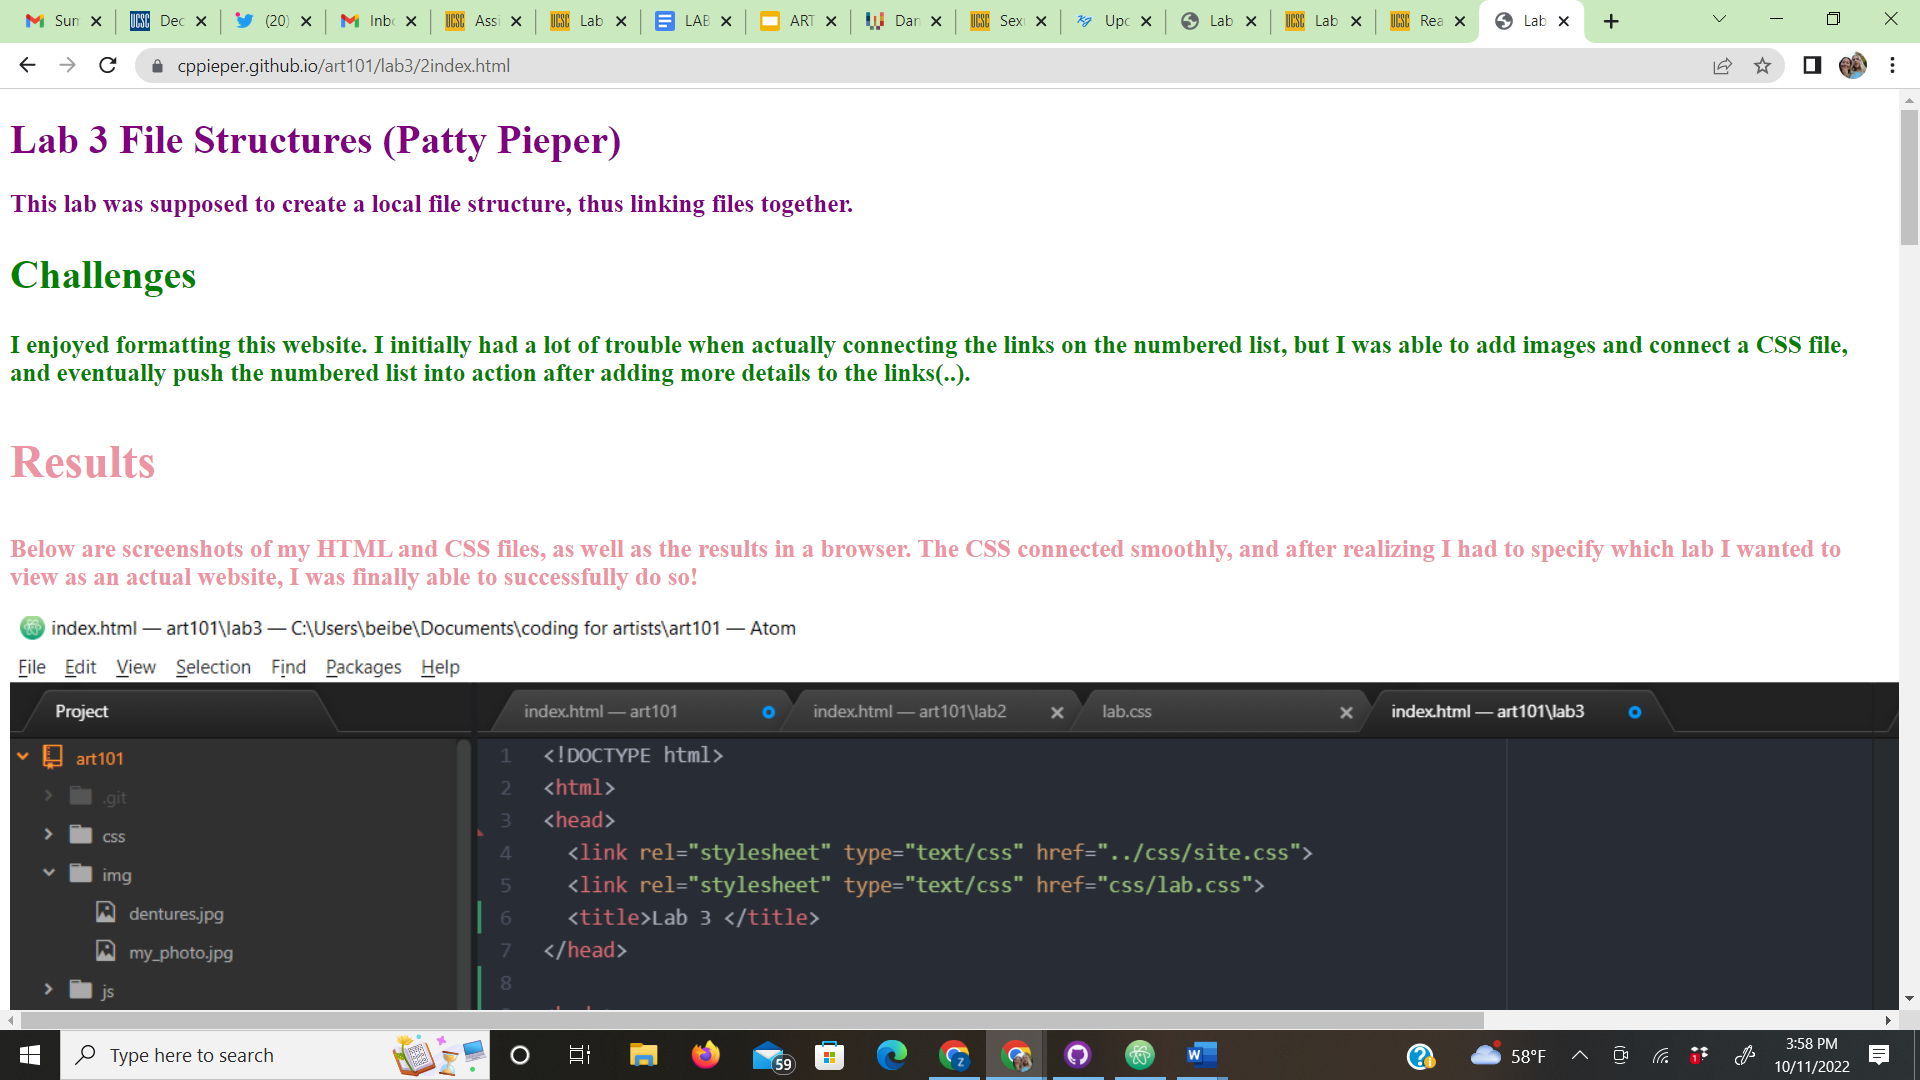 Sun
Dec
(20)
Inbo
Assi
Lab
LAB
ART
Dan
Sexu
Upc
Lab
Lab
Rea
Lab
cppieper.github.io/art101/lab3/2index.html
Lab 3 File Structures (Patty Pieper)
This lab was supposed to create a local file structure, thus linking files together.
Challenges
I enjoyed formatting this website. I initially had a lot of trouble when actually connecting the links on the numbered list, but I was able to add images and connect a CSS file,
and eventually push the numbered list into action after adding more details to the links(..).
Results
Below are screenshots of my HTML and CSS files, as well as the results in a browser. The CSS connected smoothly, and after realizing I had to specify which lab I wanted to
view as an actual website, I was finally able to successfully do so!
index.html — art101\lab3 — C:\Users\beibe\Documents\coding for artists\art101 — Atom
File Edit View Selection Find Packages Help
Project
index.html — art101
index.html — art101\lab2
lab.css
index.html — art101\lab3
art101
.git
css
img
dentures.jpg
my_photo.jpg
js
1 <!DOCTYPE html>
2 <html>
3 <head>
4 <link rel="stylesheet" type="text/css" href="../css/site.css">
5 <link rel="stylesheet" type="text/css" href="css/lab.css">
6 <title>Lab 3 </title>
7 </head>
8
Type here to search
59
58°F
3:58 PM
10/11/2022